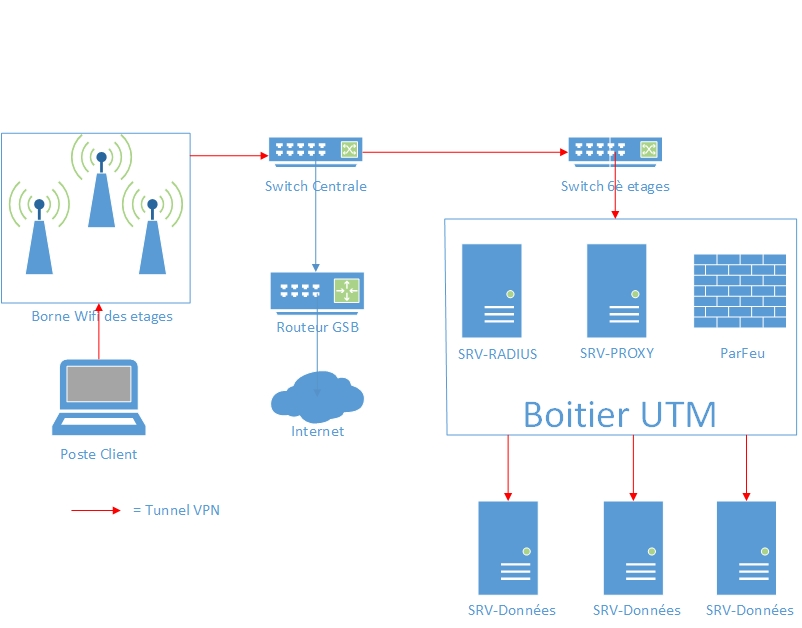 Switch Centrale
Switch 6è etages
Borne Wifi des etages
Routeur GSB
SRV-RADIUS
SRV-PROXY
ParFeu
Boitier UTM
Internet
Poste Client
= Tunnel VPN
SRV-Données
SRV-Données
SRV-Données